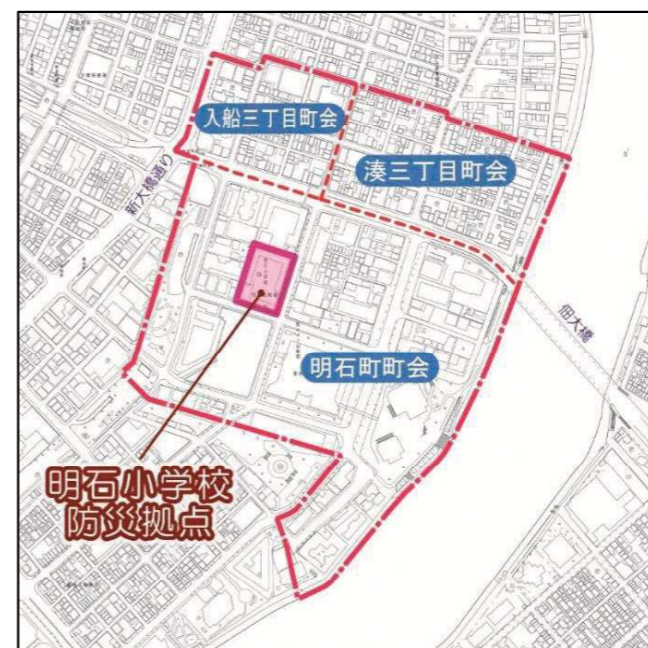 入船三丁目町会
湊三丁目町会
新大橋通り
佃大橋
明石町町会
明石小学校
防災拠点